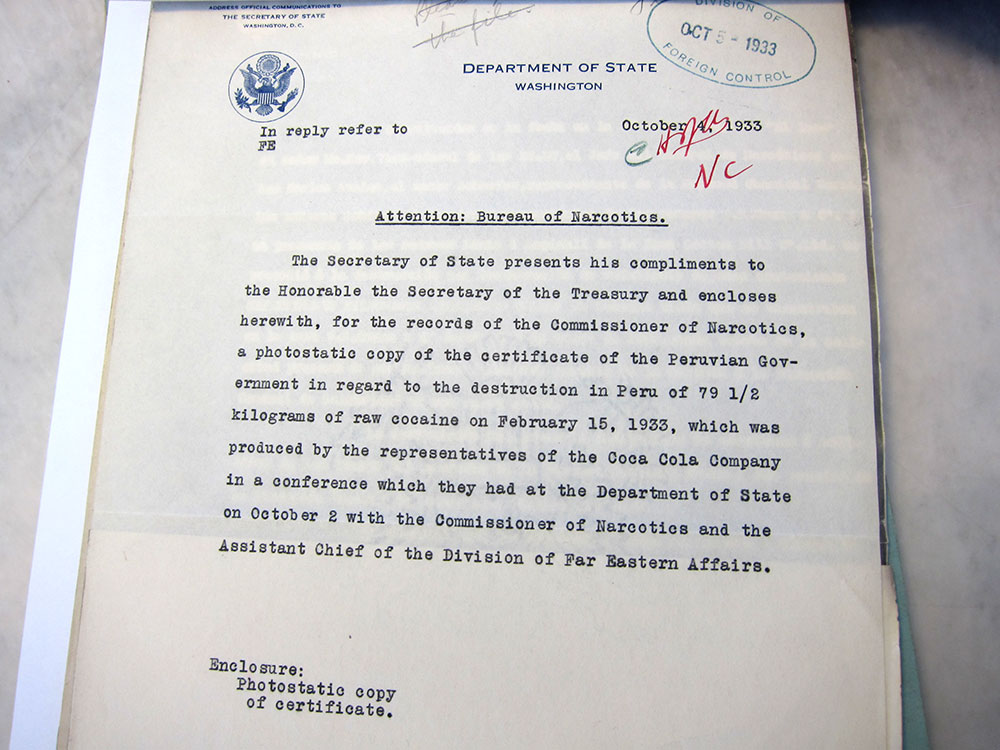 ADDRESS OFFICIAL COMMUNICATIONS TO
THE SECRETARY OF STATE
WASHINGTON, D. C.
the file.
DIVISION OF
OCT 5 - 1933
FOREIGN CONTROL
DEPARTMENT OF STATE
WASHINGTON
In reply refer to
FE
October 4, 1933
NC
Attention: Bureau of Narcotics.
The Secretary of State presents his compliments to
the Honorable the Secretary of the Treasury and encloses
herewith, for the records of the Commissioner of Narcotics,
a photostatic copy of the certificate of the Peruvian Gov-
ernment in regard to the destruction in Peru of 79 1/2
kilograms of raw cocaine on February 15, 1933, which was
produced by the representatives of the Coca Cola Company
in a conference which they had at the Department of State
on October 2 with the Commissioner of Narcotics and the
Assistant Chief of the Division of Far Eastern Affairs.
Enclosure:
Photostatic copy
of certificate.